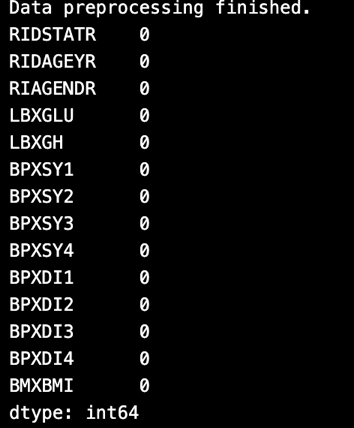 Data preprocessing finished.
RIDSTATR 0
RIDAGEYR 0
RIAGENDR 0
LBXGLU 0
LBXGH 0
BPXSY1 0
BPXSY2 0
BPXSY3 0
BPXSY4 0
BPXDI1 0
BPXDI2 0
BPXDI3 0
BPXDI4 0
BMXBMI 0
dtype: int64